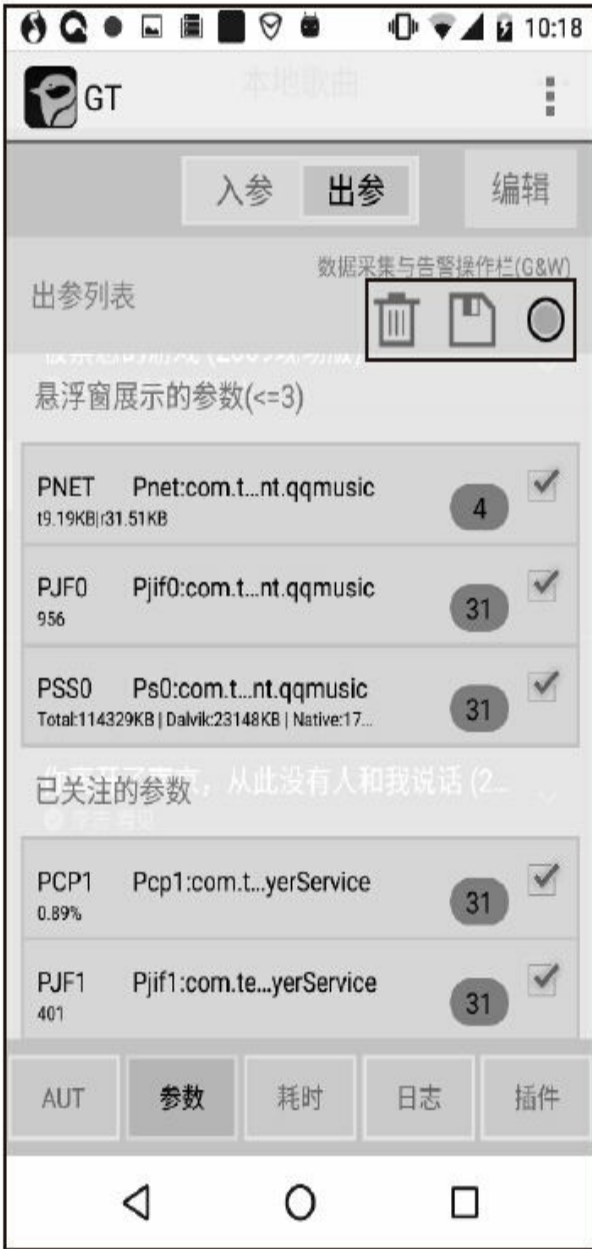 10:18
GT
本地歌曲
入参 出参 编辑
数据采集与告警操作栏(G&W)
出参列表
悬浮窗展示的参数(<=3)
PNET Pnet:com.t...nt.qqmusic
t9.19KB|r31.51KB
4
PJF0 Pjif0:com.t...nt.qqmusic
956
31
PSS0 Ps0:com.t...nt.qqmusic
Total:114329KB | Dalvik:23148KB | Native:17...
31
从此没有人和我说话 (2...
已关注的参数
PCP1 Pcp1:com.t...yerService
0.89%
31
PJF1 Pjif1:com.te...yerService
401
31
AUT 参数 耗时 日志 插件